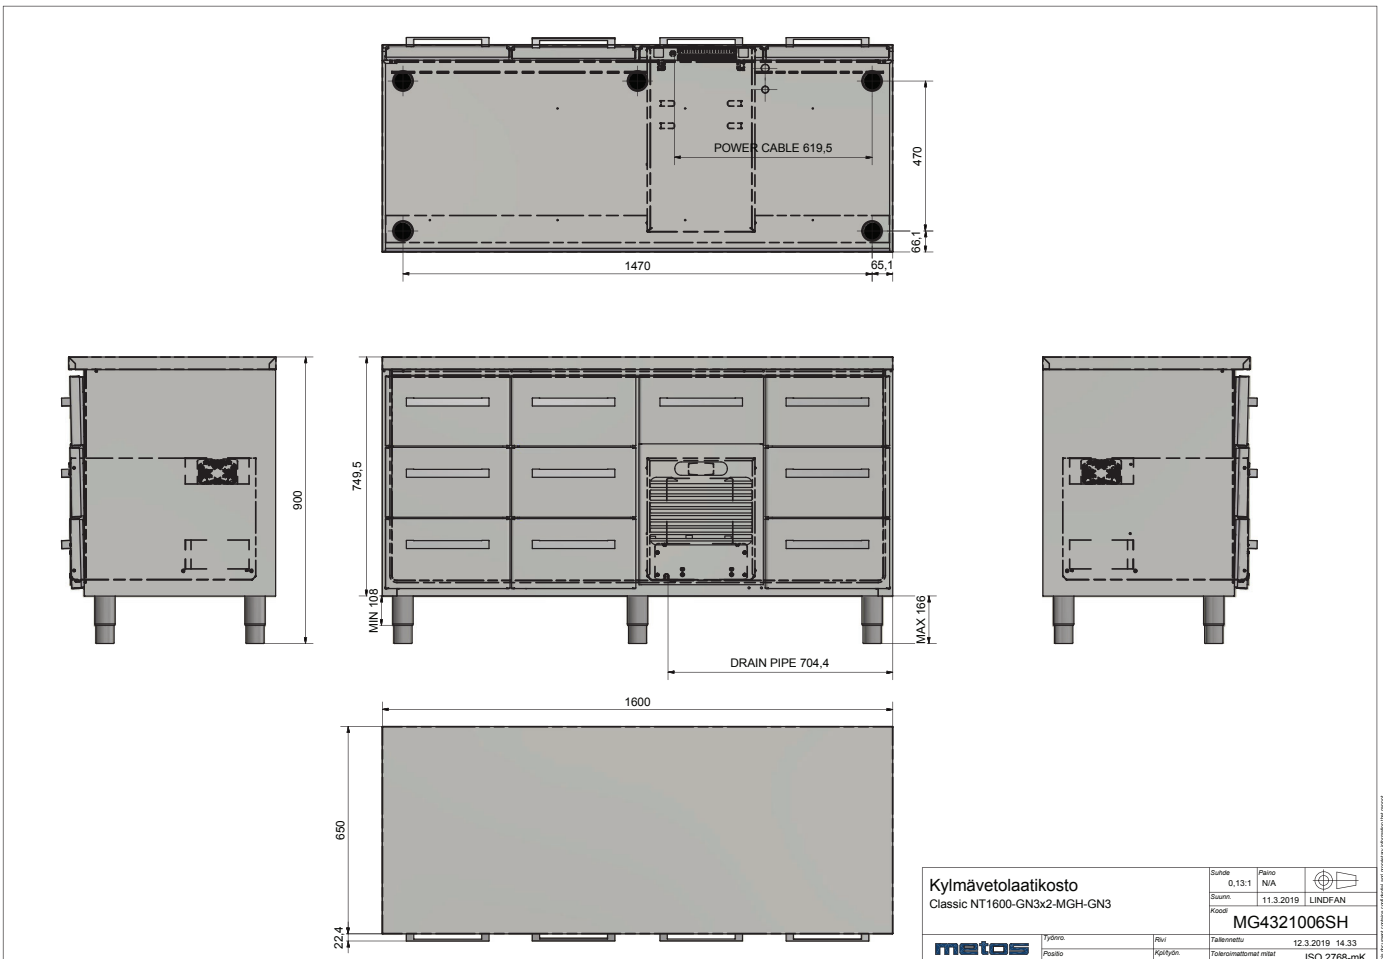 POWER CABLE 619,5
470
66,1
1470
65,1
900
749,5
MIN 108
MAX 166
DRAIN PIPE 704,4
1600
650
22,4
Kylmävetolaatikosto
Classic NT1600-GN3x2-MGH-GN3
Suhde
0,13:1
Paino
N/A
Suunn.
11.3.2019
LINDFAN
Koodi
MG4321006SH
metos
Työnro.
Rivi
Tallennettu
12.3.2019 14.33
Positio
Kpl/työn.
Toleroimattomat mitat
ISO 2768-mK